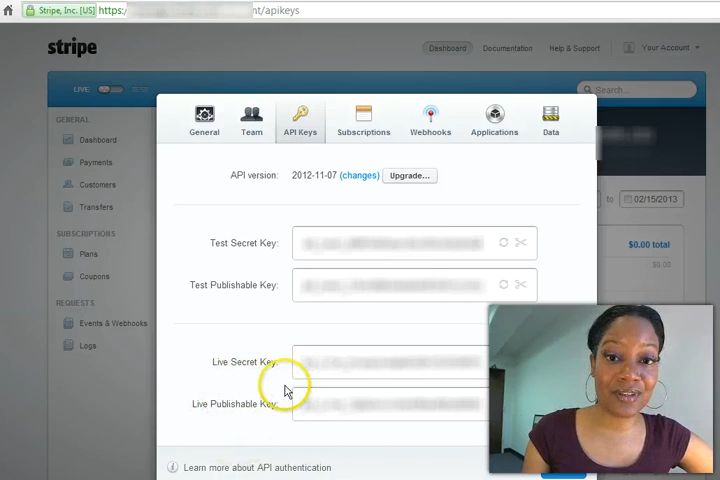 Stripe, Inc. [US] https: nt/apikeys
stripe
Dashboard Documentation Help & Support Your Account
LIVE
Search...
General Team API Keys Subscriptions Webhooks Applications Data
GENERAL
Dashboard
Payments
Customers
Transfers
SUBSCRIPTIONS
Plans
Coupons
REQUESTS
Events & Webhooks
Logs
API version: 2012-11-07 (changes) Upgrade...
Test Secret Key:
Test Publishable Key:
Live Secret Key:
Live Publishable Key:
Learn more about API authentication
to 02/15/2013
$0.00 total
$0.00